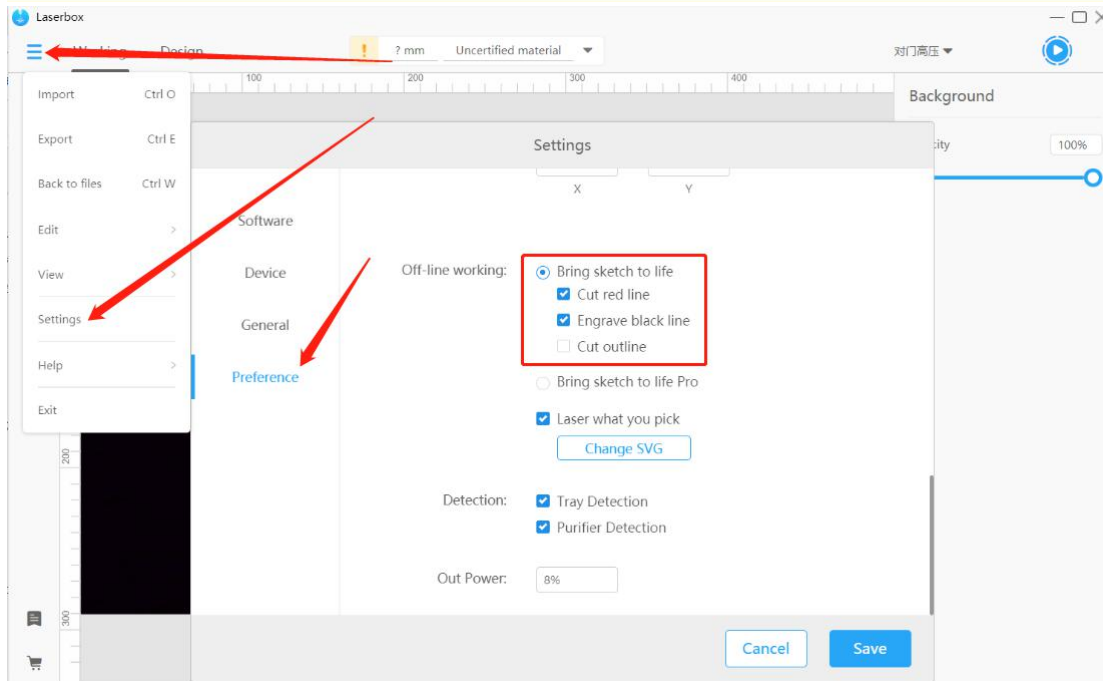 Laserbox
Working Design ! ? mm Uncertified material 对门高压
100 200 300 400
Import Ctrl O
Export Ctrl E
Back to files Ctrl W
Edit
View
Settings
Help
Exit
200
300
Background
100%
Settings
X Y
Software
Device
General
Preference
Off-line working:
Bring sketch to life
Cut red line
Engrave black line
Cut outline
Bring sketch to life Pro
Laser what you pick
Change SVG
Detection:
Tray Detection
Purifier Detection
Out Power: 8%
Cancel Save